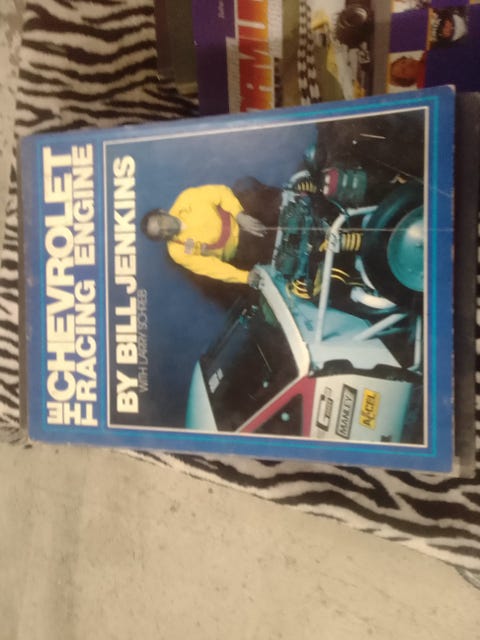 THE CHEVROLET
RACING ENGINE
BY BILL JENKINS
WITH LARRY SCHREIB
MANLEY
ACCEL